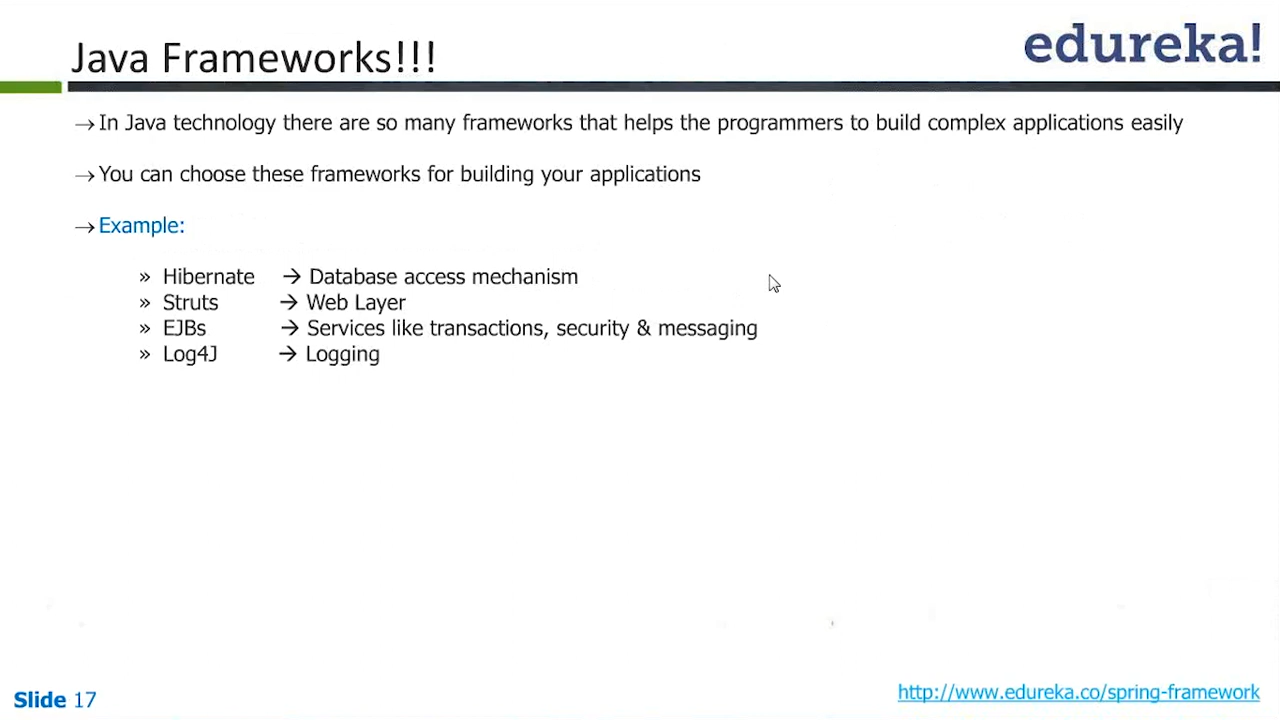 Java Frameworks!!!
edureka!
→ In Java technology there are so many frameworks that helps the programmers to build complex applications easily
→ You can choose these frameworks for building your applications
→ Example:
» Hibernate → Database access mechanism
» Struts → Web Layer
» EJBs → Services like transactions, security & messaging
» Log4J → Logging
Slide 17
http://www.edureka.co/spring-framework